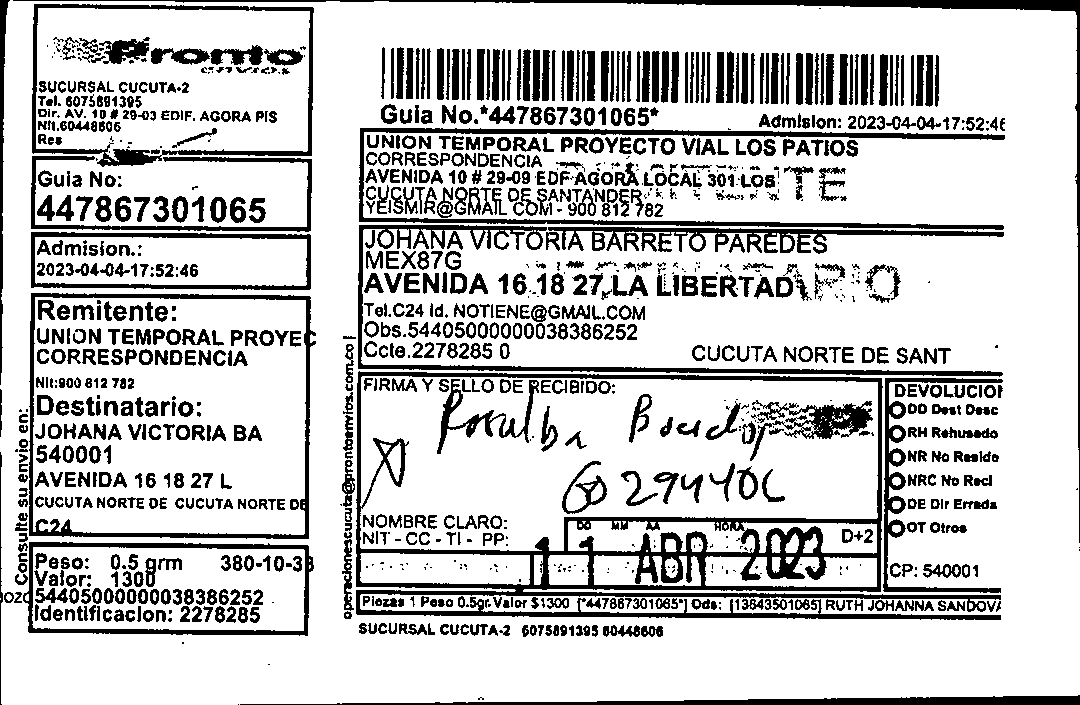 Pronto
envios
SUCURSAL CUCUTA-2
Tel. 6075891395
Dir. AV. 10 # 29-03 EDIF. AGORA PIS
Nit.60448606
Res
Guia No:
447867301065
Admision.:
2023-04-04-17:52:46
Remitente:
UNION TEMPORAL PROYEC
CORRESPONDENCIA
Nit:900 812 782
Destinatario:
JOHANA VICTORIA BA
540001
AVENIDA 16 18 27 L
CUCUTA NORTE DE CUCUTA NORTE DE
C24
Peso: 0.5 grm 380-10-33
Valor: 1300
54405000000038386252
Identificacion: 2278285
Consulte su envio en:
Guia No.*447867301065*
Admision: 2023-04-04-17:52:46
UNION TEMPORAL PROYECTO VIAL LOS PATIOS
CORRESPONDENCIA
AVENIDA 10 # 29-09 EDF AGORA LOCAL 301 LOS
CUCUTA NORTE DE SANTANDER
YEISMIR@GMAIL COM - 900 812 782
JOHANA VICTORIA BARRETO PAREDES
MEX87G
DESTINATARIO
AVENIDA 16 18 27 LA LIBERTAD
Tel.C24 Id. NOTIENE@GMAIL.COM
Obs.54405000000038386252
Ccte.2278285 0 CUCUTA NORTE DE SANT
operacionescucuta@prontoenvios.com.co
FIRMA Y SELLO DE RECIBIDO:
Rosalba
NOMBRE CLARO:
NIT - CC - TI - PP:
DD MM AA HORA
D+2
11 ABR 2023
DEVOLUCION
DD Dest Desc
RH Rehusado
NR No Reside
NRC No Recl
DE Dir Errada
OT Otros
CP: 540001
Piezas 1 Peso 0.5gr.Valor $1300 [*447867301065*] Ods: [13643501065] RUTH JOHANNA SANDOVA
SUCURSAL CUCUTA-2 6075891395 60448606